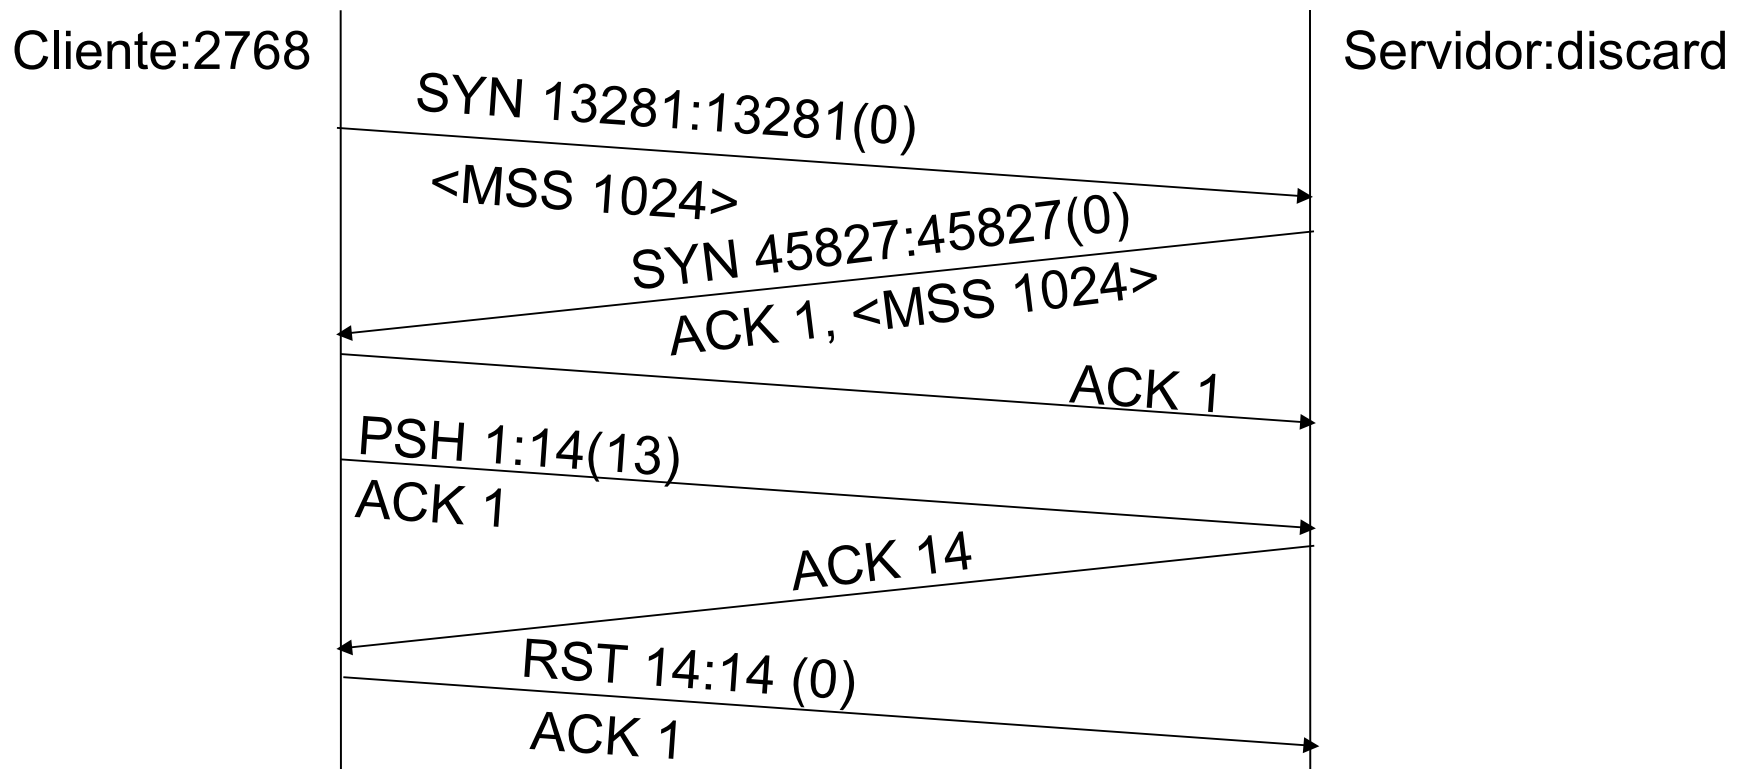 Cliente:2768
Servidor:discard
SYN 13281:13281(0)
<MSS 1024>
SYN 45827:45827(0)
ACK 1, <MSS 1024>
ACK 1
PSH 1:14(13)
ACK 1
ACK 14
RST 14:14 (0)
ACK 1